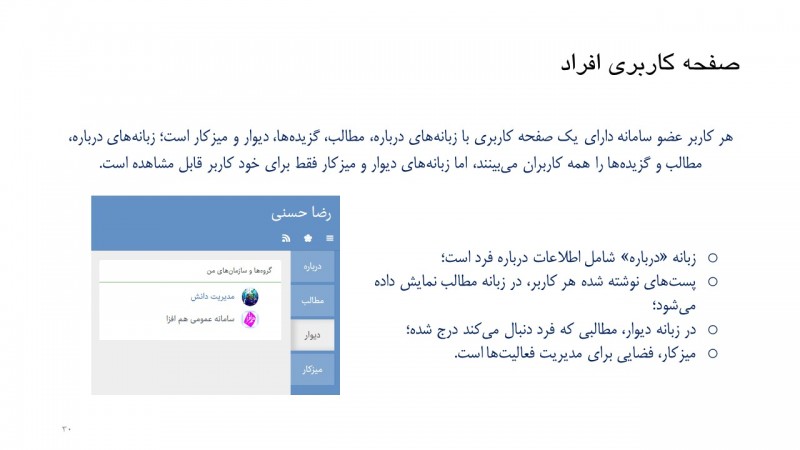 صفحه کاربری افراد
هر کاربر عضو سامانه دارای یک صفحه کاربری با زبانه‌های درباره، مطالب، گزیده‌ها، دیوار و میزکار است؛ زبانه‌های درباره،
مطالب و گزیده‌ها را همه کاربران می‌بینند، اما زبانه‌های دیوار و میزکار فقط برای خود کاربر قابل مشاهده است.
○ زبانه «درباره» شامل اطلاعات درباره فرد است؛
○ پست‌های نوشته شده هر کاربر، در زبانه مطالب نمایش داده
می‌شود؛
○ در زبانه دیوار، مطالبی که فرد دنبال می‌کند درج شده؛
○ میزکار، فضایی برای مدیریت فعالیت‌ها است.
رضا حسنی
درباره
مطالب
دیوار
میزکار
گروه‌ها و سازمان‌های من
مدیریت دانش
سامانه عمومی هم افزا
۳۰